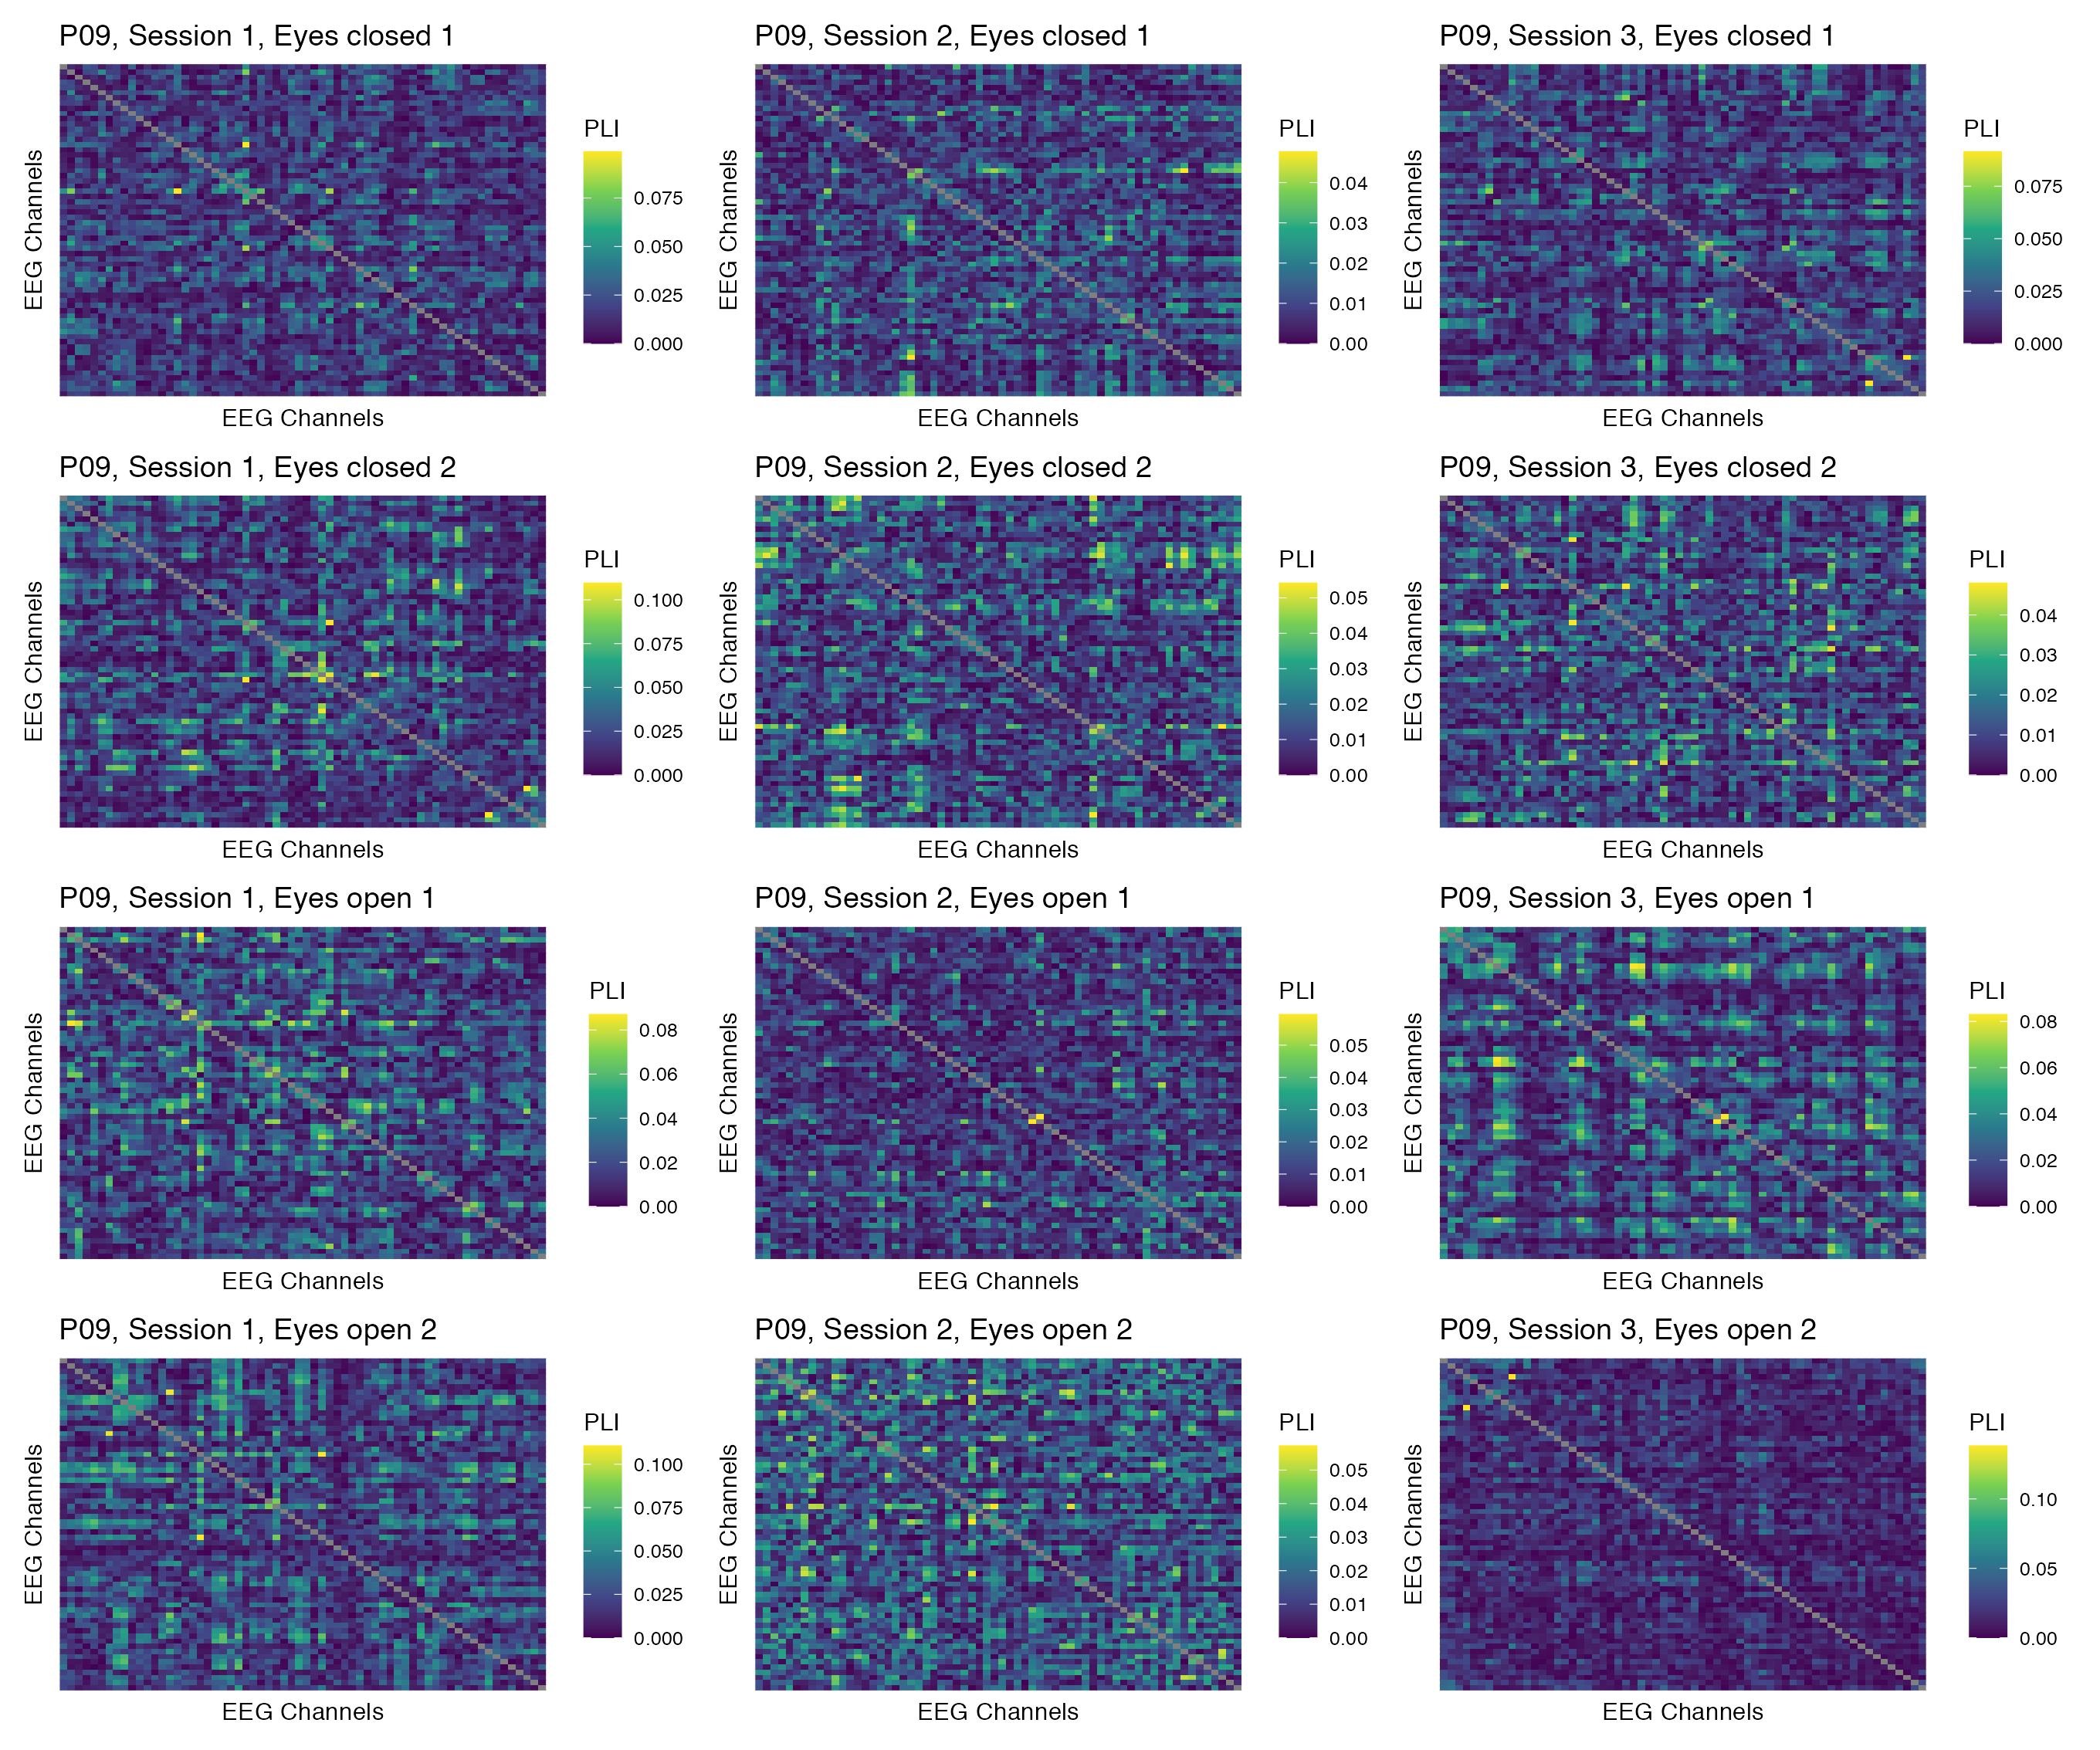 P09, Session 1, Eyes closed 1
P09, Session 2, Eyes closed 1
P09, Session 3, Eyes closed 1
EEG Channels
PLI
0.075
0.050
0.025
0.000
EEG Channels
EEG Channels
PLI
0.04
0.03
0.02
0.01
0.00
EEG Channels
EEG Channels
PLI
0.075
0.050
0.025
0.000
EEG Channels
P09, Session 1, Eyes closed 2
P09, Session 2, Eyes closed 2
P09, Session 3, Eyes closed 2
EEG Channels
PLI
0.100
0.075
0.050
0.025
0.000
EEG Channels
EEG Channels
PLI
0.05
0.04
0.03
0.02
0.01
0.00
EEG Channels
EEG Channels
PLI
0.04
0.03
0.02
0.01
0.00
EEG Channels
P09, Session 1, Eyes open 1
P09, Session 2, Eyes open 1
P09, Session 3, Eyes open 1
EEG Channels
PLI
0.08
0.06
0.04
0.02
0.00
EEG Channels
EEG Channels
PLI
0.05
0.04
0.03
0.02
0.01
0.00
EEG Channels
EEG Channels
PLI
0.08
0.06
0.04
0.02
0.00
EEG Channels
P09, Session 1, Eyes open 2
P09, Session 2, Eyes open 2
P09, Session 3, Eyes open 2
EEG Channels
PLI
0.100
0.075
0.050
0.025
0.000
EEG Channels
EEG Channels
PLI
0.05
0.04
0.03
0.02
0.01
0.00
EEG Channels
EEG Channels
PLI
0.10
0.05
0.00
EEG Channels